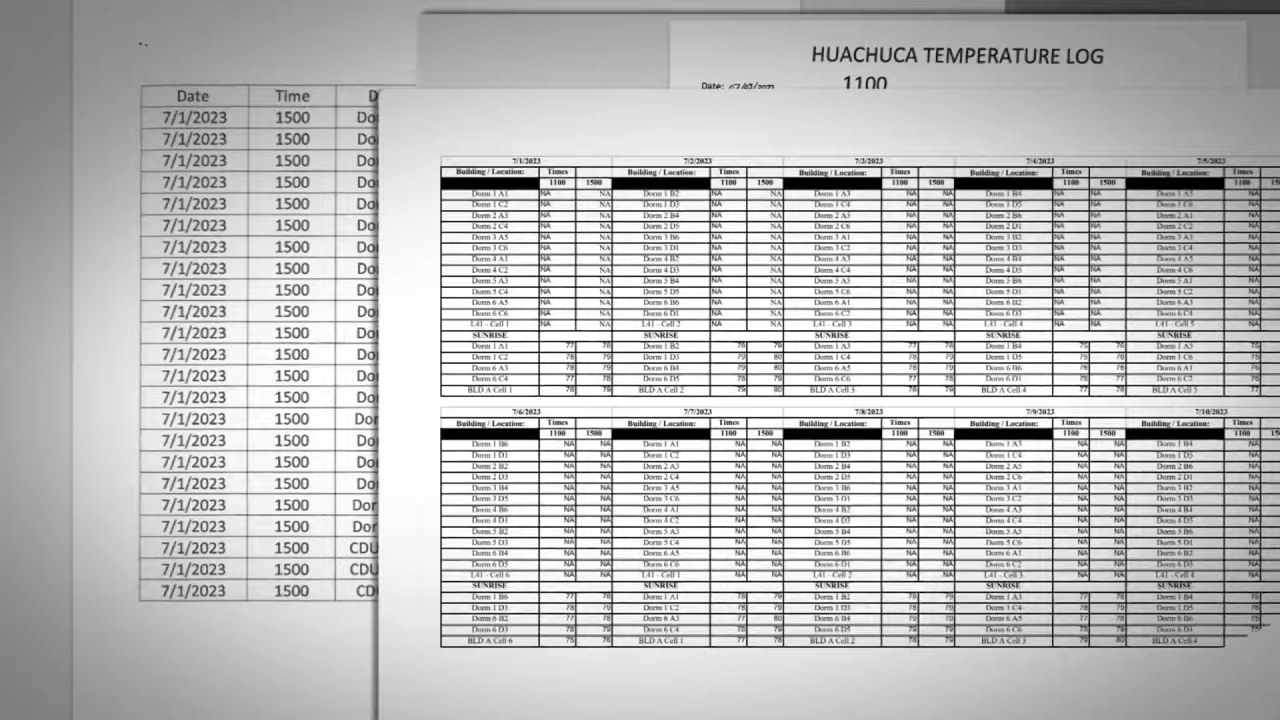 HUACHUCA TEMPERATURE LOG
Date:
1100
Date Time
7/1/2023 1500 Do
7/1/2023 1500 Do
7/1/2023 1500 Do
7/1/2023 1500 Do
7/1/2023 1500 Do
7/1/2023 1500 Do
7/1/2023 1500 Do
7/1/2023 1500 Do
7/1/2023 1500 Do
7/1/2023 1500 Do
7/1/2023 1500 Do
7/1/2023 1500 Do
7/1/2023 1500 Do
7/1/2023 1500 Do
7/1/2023 1500 Dor
7/1/2023 1500 Do
7/1/2023 1500 Do
7/1/2023 1500 Do
7/1/2023 1500 Dor
7/1/2023 1500 Dor
7/1/2023 1500 CDU
7/1/2023 1500 CDU
7/1/2023 1500 CD
7/1/2023 7/2/2023 7/3/2023 7/4/2023 7/5/2023
Building / Location: Times Building / Location: Times Building / Location: Times Building / Location: Times Building / Location: Times
1100 1500 1100 1500 1100 1500 1100 1500 1100
Dorm 1 A1 NA NA Dorm 1 B2 NA NA Dorm 1 A3 NA NA Dorm 1 B4 NA NA Dorm 1 A5 NA
Dorm 1 C2 NA NA Dorm 1 D3 NA NA Dorm 1 C4 NA NA Dorm 1 D5 NA NA Dorm 1 C6 NA
Dorm 2 A3 NA NA Dorm 2 B4 NA NA Dorm 2 A5 NA NA Dorm 2 B6 NA NA Dorm 2 A1 NA
Dorm 2 C4 NA NA Dorm 2 D5 NA NA Dorm 2 C6 NA NA Dorm 2 D1 NA NA Dorm 2 C2 NA
Dorm 3 A5 NA NA Dorm 3 B6 NA NA Dorm 3 A1 NA NA Dorm 3 B2 NA NA Dorm 3 A3 NA
Dorm 3 C6 NA NA Dorm 3 D1 NA NA Dorm 3 C2 NA NA Dorm 3 D3 NA NA Dorm 3 C4 NA
Dorm 4 A1 NA NA Dorm 4 B2 NA NA Dorm 4 A3 NA NA Dorm 4 B4 NA NA Dorm 4 A5 NA
Dorm 4 C2 NA NA Dorm 4 D3 NA NA Dorm 4 C4 NA NA Dorm 4 D5 NA NA Dorm 4 C6 NA
Dorm 5 A3 NA NA Dorm 5 B4 NA NA Dorm 5 A5 NA NA Dorm 5 B6 NA NA Dorm 5 A1 NA
Dorm 5 C4 NA NA Dorm 5 D5 NA NA Dorm 5 C6 NA NA Dorm 5 D1 NA NA Dorm 5 C2 NA
Dorm 6 A5 NA NA Dorm 6 B6 NA NA Dorm 6 A1 NA NA Dorm 6 B2 NA NA Dorm 6 A3 NA
Dorm 6 C6 NA NA Dorm 6 D1 NA NA Dorm 6 C2 NA NA Dorm 6 D3 NA NA Dorm 6 C4 NA
L41 - Cell 1 NA NA L41 - Cell 2 NA NA L41 - Cell 3 NA NA L41 - Cell 4 NA NA L41 - Cell 5 NA
SUNRISE SUNRISE SUNRISE SUNRISE SUNRISE
Dorm 1 A1 77 78 Dorm 1 B2 78 79 Dorm 1 A3 77 78 Dorm 1 B4 75 76 Dorm 1 A5 75
Dorm 1 C2 78 79 Dorm 1 D3 79 80 Dorm 1 C4 78 79 Dorm 1 D5 75 76 Dorm 1 C6 76
Dorm 6 A3 78 79 Dorm 6 B4 79 80 Dorm 6 A5 78 79 Dorm 6 B6 76 78 Dorm 6 A1 76
Dorm 6 C4 77 78 Dorm 6 D5 78 79 Dorm 6 C6 77 78 Dorm 6 D1 77 78 Dorm 6 C2 77
BLD A Cell 1 78 79 BLD A Cell 2 79 80 BLD A Cell 3 78 79 BLD A Cell 4 77 78 BLD A Cell 5
7/6/2023 7/7/2023 7/8/2023 7/9/2023 7/10/2023
Building / Location: Times Building / Location: Times Building / Location: Times Building / Location: Times Building / Location: Times
1100 1500 1100 1500 1100 1500 1100 1500 1100
Dorm 1 B6 NA NA Dorm 1 A1 NA NA Dorm 1 B2 NA NA Dorm 1 A3 NA NA Dorm 1 B4 NA
Dorm 1 D1 NA NA Dorm 1 C2 NA NA Dorm 1 D3 NA NA Dorm 1 C4 NA NA Dorm 1 D5 NA
Dorm 2 B2 NA NA Dorm 2 A3 NA NA Dorm 2 B4 NA NA Dorm 2 A5 NA NA Dorm 2 B6 NA
Dorm 2 D3 NA NA Dorm 2 C4 NA NA Dorm 2 D5 NA NA Dorm 2 C6 NA NA Dorm 2 D1 NA
Dorm 3 B4 NA NA Dorm 3 A5 NA NA Dorm 3 B6 NA NA Dorm 3 A1 NA NA Dorm 3 B2 NA
Dorm 3 D5 NA NA Dorm 3 C6 NA NA Dorm 3 D1 NA NA Dorm 3 C2 NA NA Dorm 3 D3 NA
Dorm 4 B6 NA NA Dorm 4 A1 NA NA Dorm 4 B2 NA NA Dorm 4 A3 NA NA Dorm 4 B4 NA
Dorm 4 D1 NA NA Dorm 4 C2 NA NA Dorm 4 D3 NA NA Dorm 4 C4 NA NA Dorm 4 D5 NA
Dorm 5 B2 NA NA Dorm 5 A3 NA NA Dorm 5 B4 NA NA Dorm 5 A5 NA NA Dorm 5 B6 NA
Dorm 5 D3 NA NA Dorm 5 C4 NA NA Dorm 5 D5 NA NA Dorm 5 C6 NA NA Dorm 5 D1 NA
Dorm 6 B4 NA NA Dorm 6 A5 NA NA Dorm 6 B6 NA NA Dorm 6 A1 NA NA Dorm 6 B2 NA
Dorm 6 D5 NA NA Dorm 6 C6 NA NA Dorm 6 D1 NA NA Dorm 6 C2 NA NA Dorm 6 D3 NA
L41 - Cell 6 NA NA L41 - Cell 1 NA NA L41 - Cell 2 NA NA L41 - Cell 3 NA NA L41 - Cell 4 NA
SUNRISE SUNRISE SUNRISE SUNRISE SUNRISE
Dorm 1 B6 77 78 Dorm 1 A1 78 79 Dorm 1 B2 77 78 Dorm 1 A3 77 78 Dorm 1 B4 76
Dorm 1 D1 78 79 Dorm 1 C2 78 79 Dorm 1 D3 78 79 Dorm 1 C4 78 79 Dorm 1 D5 76
Dorm 6 B2 77 78 Dorm 6 A3 77 80 Dorm 6 B4 78 79 Dorm 6 A5 77 78 Dorm 6 B6 75
Dorm 6 D3 78 79 Dorm 6 C4 78 79 Dorm 6 D5 78 79 Dorm 6 C6 78 79 Dorm 6 D1
BLD A Cell 6 75 76 BLD A Cell 1 77 78 BLD A Cell 2 78 79 BLD A Cell 3 79 80 BLD A Cell 4